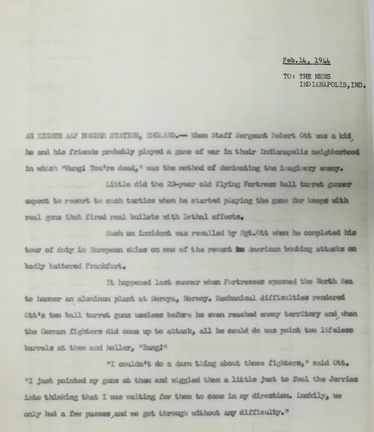 Feb.14, 1944
TO: THE NEWS
INDIANAPOLIS,IND.
AN EIGHTH AAF BOMBER STATION, ENGLAND.-- When Staff Sergeant Robert Ott was a kid,
he and his friends probably played a game of war in their Indianapolis neighborhood
in which "Bang! You're dead," was the method of decimating the imaginary enemy.
Little did the 29-year old Flying Fortress ball turret gunner
expect to resort to such tactics when he started playing the game for keeps with
real guns that fired real bullets with lethal effects.
Such an incident was recalled by Sgt.Ott when he completed his
tour of duty in European skies on one of the recent American bombing attacks on
badly battered Frankfurt.
It happened last summer when Fortresses spanned the North Sea
to hammer an aluminum plant at Heroya, Norway. Mechanical difficulties rendered
Ott's two ball turret guns useless before he even reached enemy territory and when
the German fighters did come up to attack, all he could do was point two lifeless
barrels at them and holler, "Bang!"
"I couldn't do a darn thing about those fighters," said Ott.
"I just pointed my guns at them and wiggled them a little just to fool the Jerries
into thinking that I was waiting for them to come in my direction. Luckily, we
only had a few passes,and we got through without any difficulty."